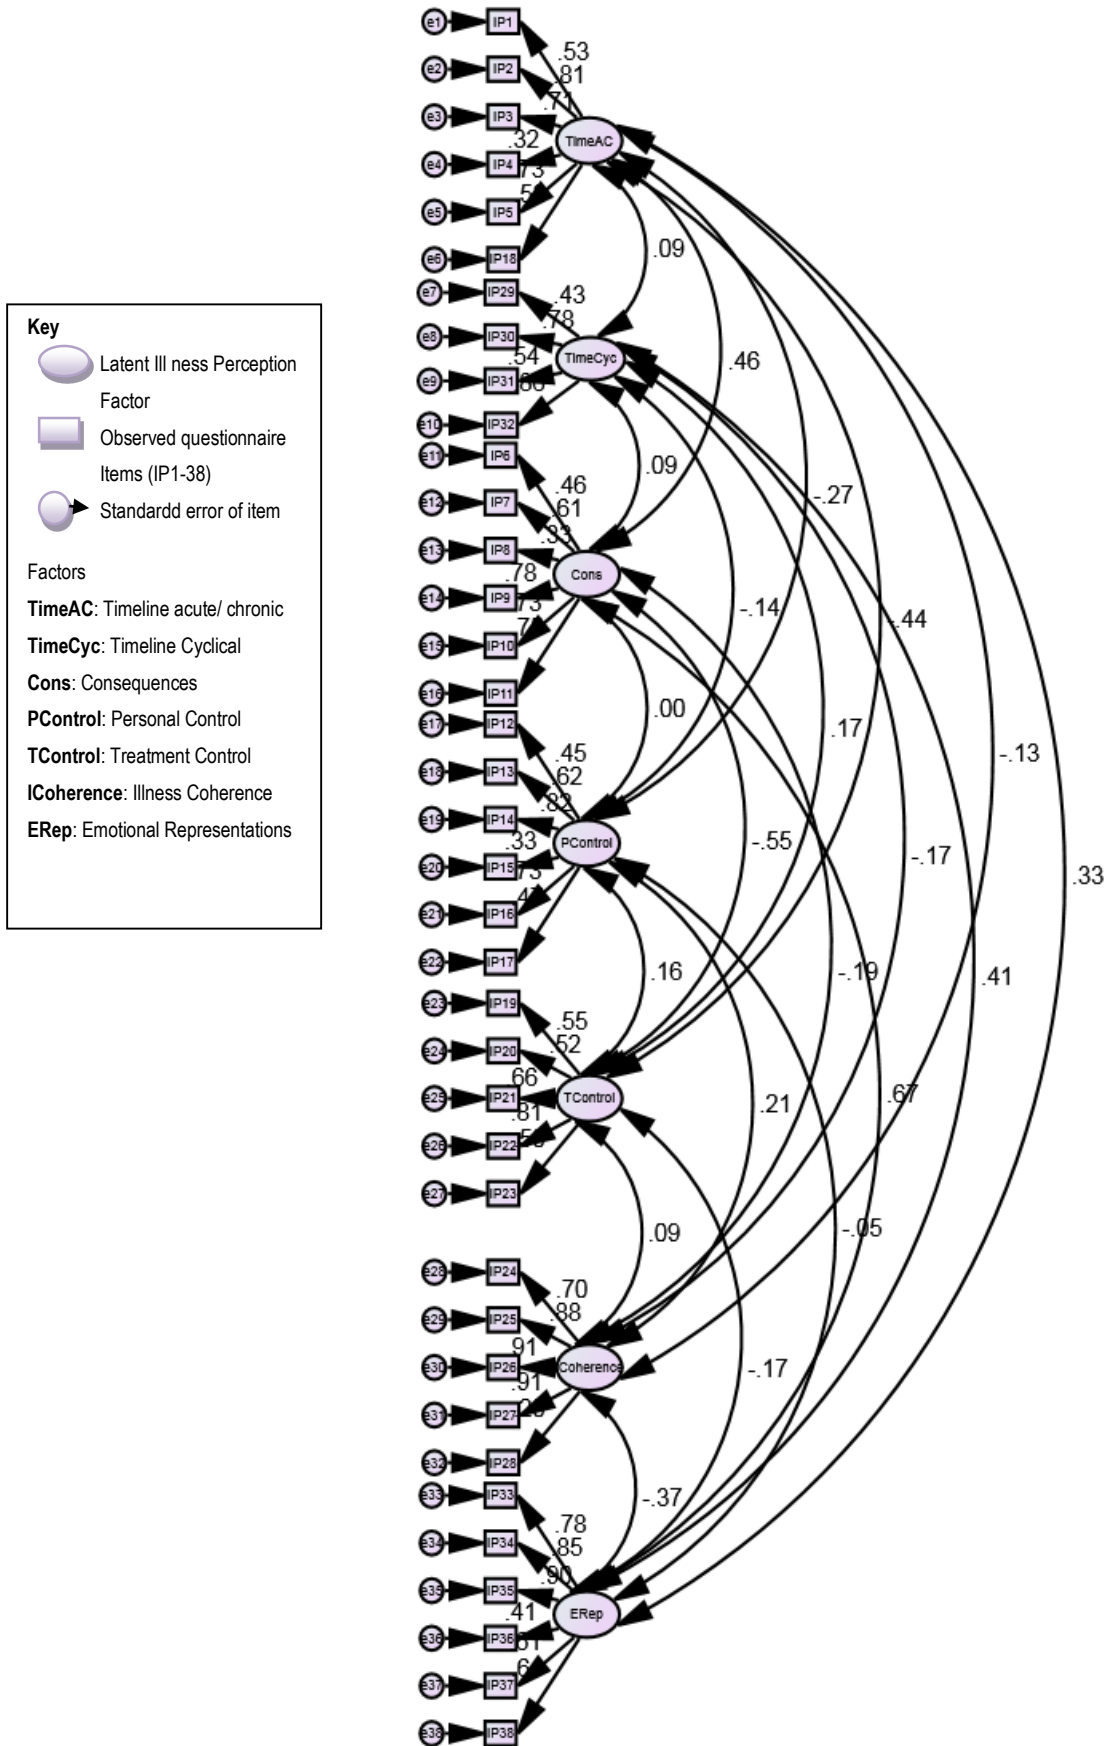 Key
Latent Ill ness Perception
Factor
Observed questionnaire
Items (IP1-38)
Standardd error of item
Factors
TimeAC: Timeline acute/ chronic
TimeCyc: Timeline Cyclical
Cons: Consequences
PControl: Personal Control
TControl: Treatment Control
ICoherence: Illness Coherence
ERep: Emotional Representations
e1 IP1
.53
e2 IP2
.81
.71
e3 IP3
TimeAC
.32
e4 IP4
.73
e5 IP5
e6 IP18
.09
e7 IP29
.43
.78
e8 IP30
TimeCyc
.54
.46
e9 IP31
e10 IP32
e11 IP6
.09
.46
.61
-.27
e12 IP7
.33
e13 IP8
Cons
.78
e14 IP9
.73
-.14
-.44
e15 IP10
e16 IP11
.00
e17 IP12
.17
.45
-.13
e18 IP13
.62
.82
e19 IP14
PControl
.33
-.55
-.17
e20 IP15
.73
.33
e21 IP16
e22 IP17
.16
-.19
.41
e23 IP19
.55
e24 IP20
.52
.66
e25 IP21
TControl
.67
.81
.21
e26 IP22
e27 IP23
.09
-.05
e28 IP24
.70
.88
e29 IP25
.91
e30 IP26
Coherence
-.17
.91
e31 IP27
e32 IP28
e33 IP33
-.37
.78
e34 IP34
.85
.90
e35 IP35
ERep
.41
e36 IP36
e37 IP37
e38 IP38